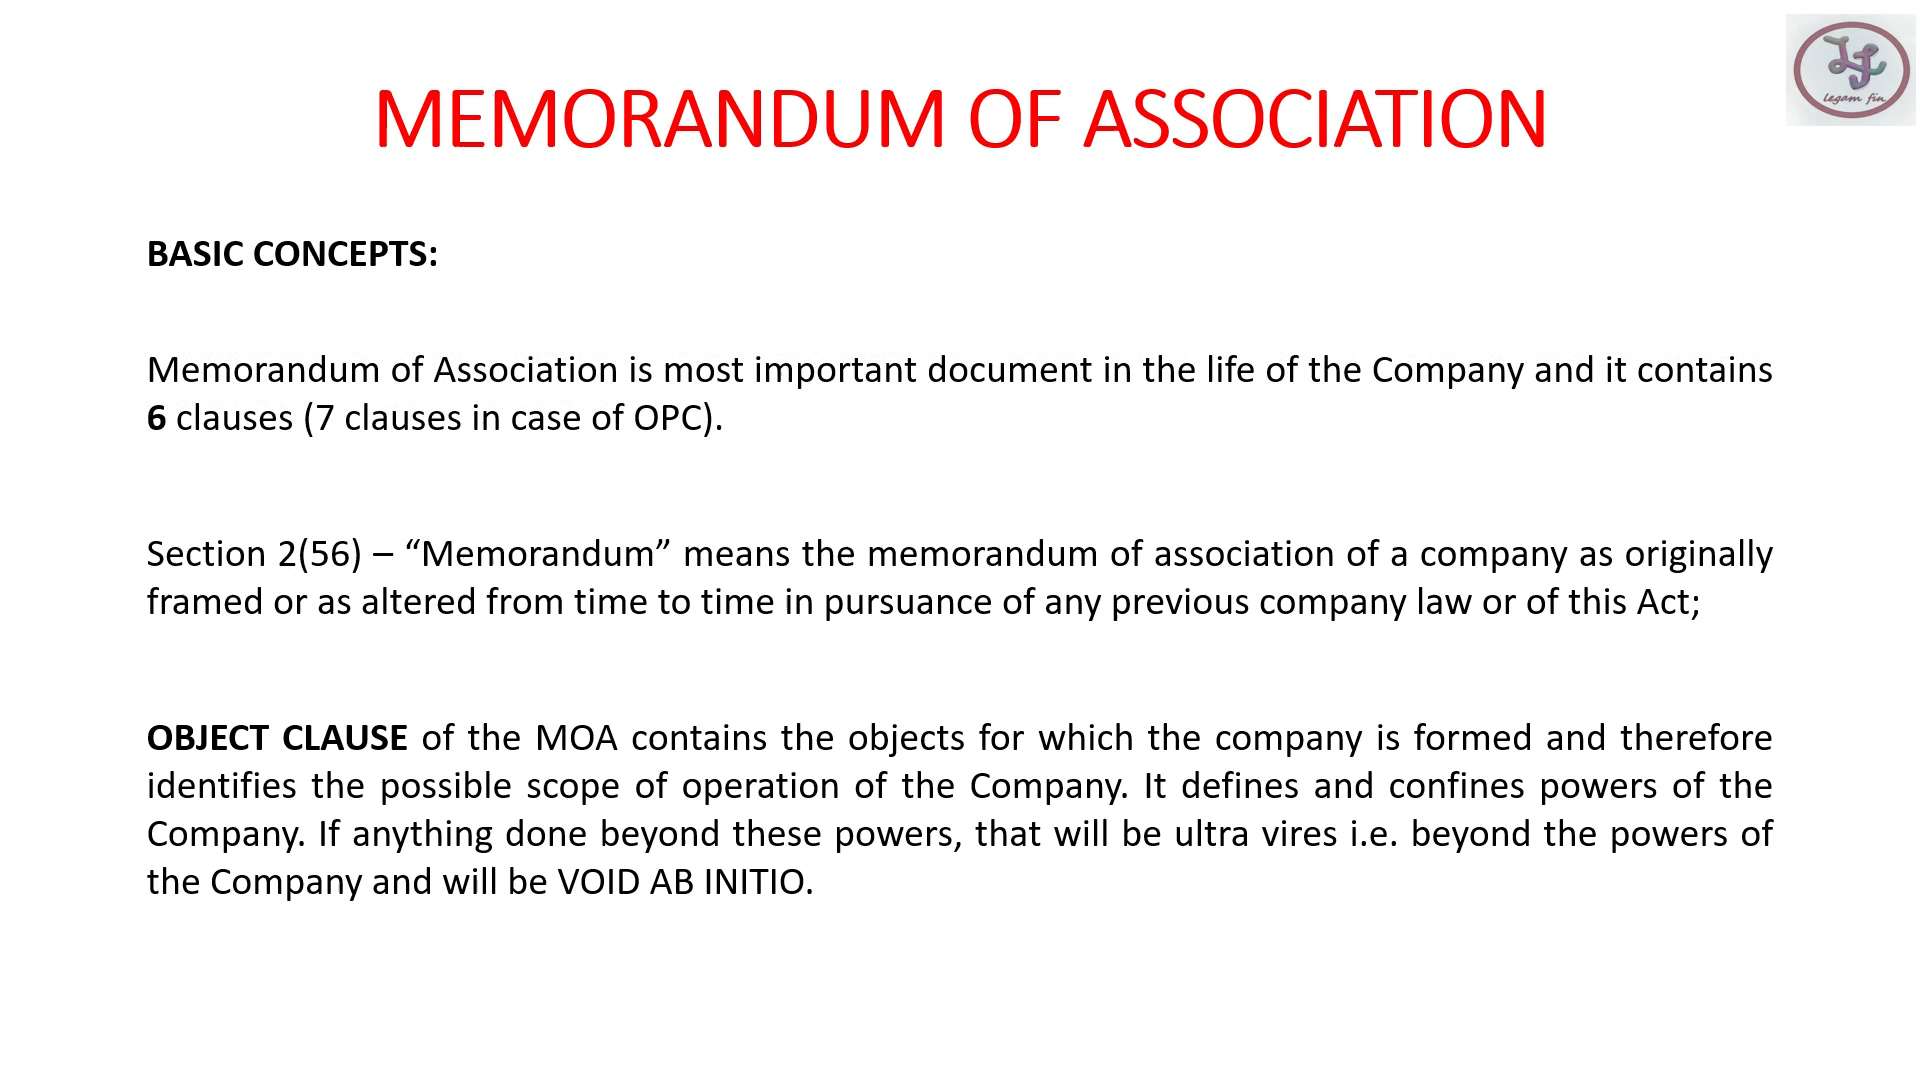 legam fin
MEMORANDUM OF ASSOCIATION
BASIC CONCEPTS:
Memorandum of Association is most important document in the life of the Company and it contains
6 clauses (7 clauses in case of OPC).
Section 2(56) – “Memorandum” means the memorandum of association of a company as originally
framed or as altered from time to time in pursuance of any previous company law or of this Act;
OBJECT CLAUSE of the MOA contains the objects for which the company is formed and therefore
identifies the possible scope of operation of the Company. It defines and confines powers of the
Company. If anything done beyond these powers, that will be ultra vires i.e. beyond the powers of
the Company and will be VOID AB INITIO.